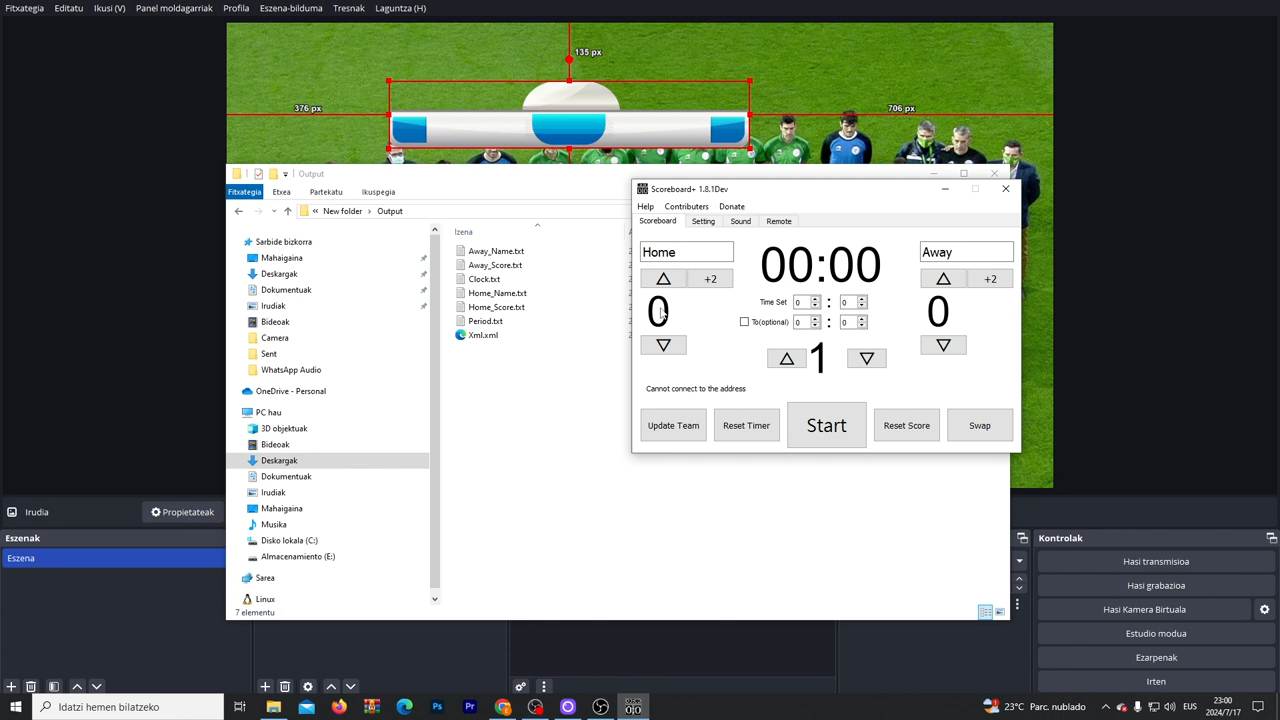 Fitxategia Editatu Ikusi (V) Panel moldagarriak Profila Eszena-bilduma Tresnak Laguntza (H)
135 px
376 px
706 px
Output
Fitxategia Etxea Partekatu Ikuspegia
« New folder › Output
Sarbide bizkorra
Mahaigaina
Deskargak
Dokumentuak
Irudiak
Bideoak
Camera
Sent
WhatsApp Audio
OneDrive - Personal
PC hau
3D objektuak
Bideoak
Deskargak
Dokumentuak
Irudiak
Mahaigaina
Musika
Disko lokala (C:)
Almacenamiento (E:)
Sarea
Linux
7 elementu
Izena
Away_Name.txt
Away_Score.txt
Clock.txt
Home_Name.txt
Home_Score.txt
Period.txt
Xml.xml
Scoreboard+ 1.8.1Dev
Help Contributers Donate
Scoreboard Setting Sound Remote
Home
00:00
Away
+2
+2
0
Time Set 0 : 0
To(optional) 0 : 0
0
1
Cannot connect to the address
Update Team Reset Timer Start Reset Score Swap
Irudia
Propietateak
Eszenak
Eszena
Kontrolak
Hasi transmisioa
Hasi grabazioa
Hasi Kamera Birtuala
Estudio modua
Ezarpenak
Irten
Idatzi hemen bilatzeko
Ps
Pr
23°C Parc. nublado
EUS
23:00
2024/7/17